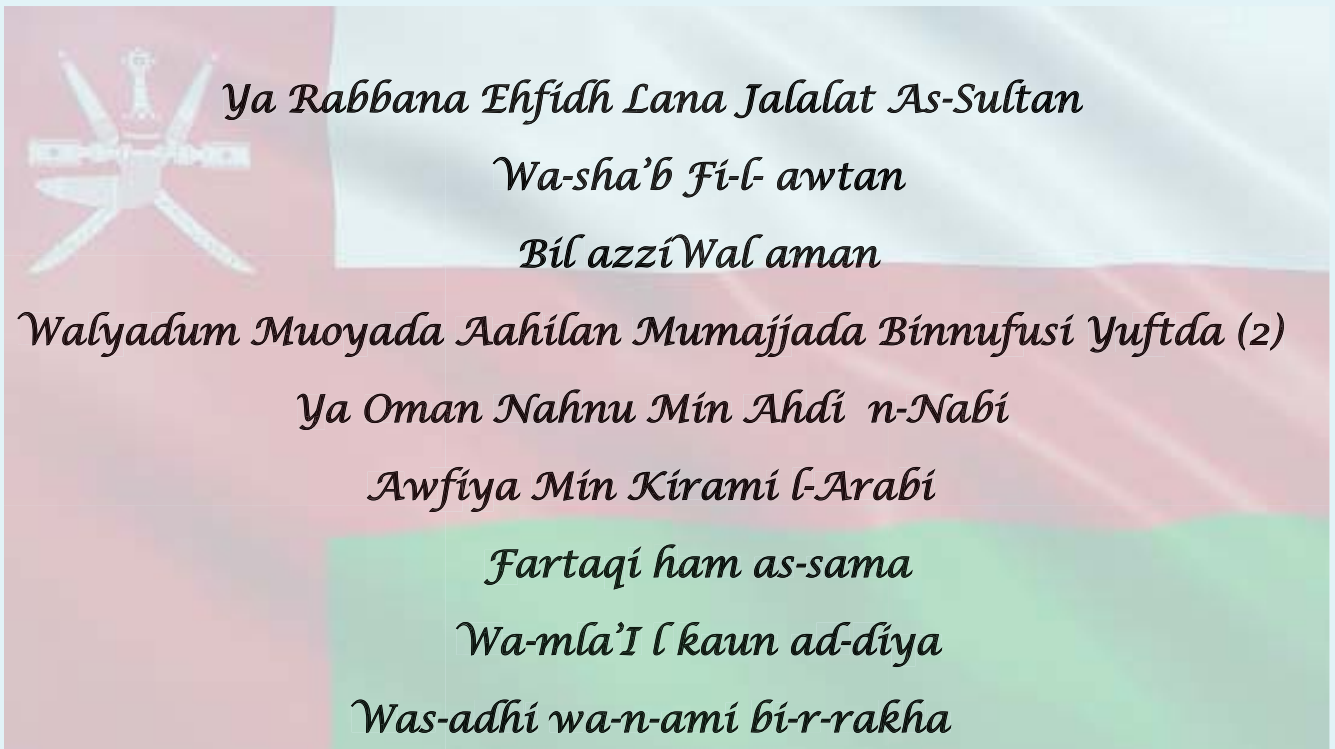 Ya Rabbana Ehfidh Lana Jalalat As-Sultan
Wa-sha’b Fi-l- awtan
Bil azziWal aman
Walyadum Muoyada Aahilan Mumajjada Binnufusi Yuftda (2)
Ya Oman Nahnu Min Ahdi n-Nabi
Awfiya Min Kirami l-Arabi
Fartaqi ham as-sama
Wa-mla’I l kaun ad-diya
Was-adhi wa-n-ami bi-r-rakha